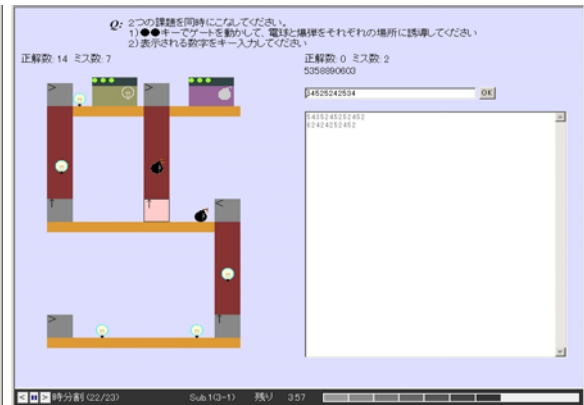 Q: 2つの課題を同時にこなしてください。
1)●●キーでゲートを動かして、電球と爆弾をそれぞれの場所に誘導してください
2)表示される数字をキー入力してください
正解数: 14 ミス数: 7
正解数: 0 ミス数: 2
5358890603
54525242534
OK
5435245252452
62424252452
時分割 (22/23)
Sub.1(3-1)
残り 3:57